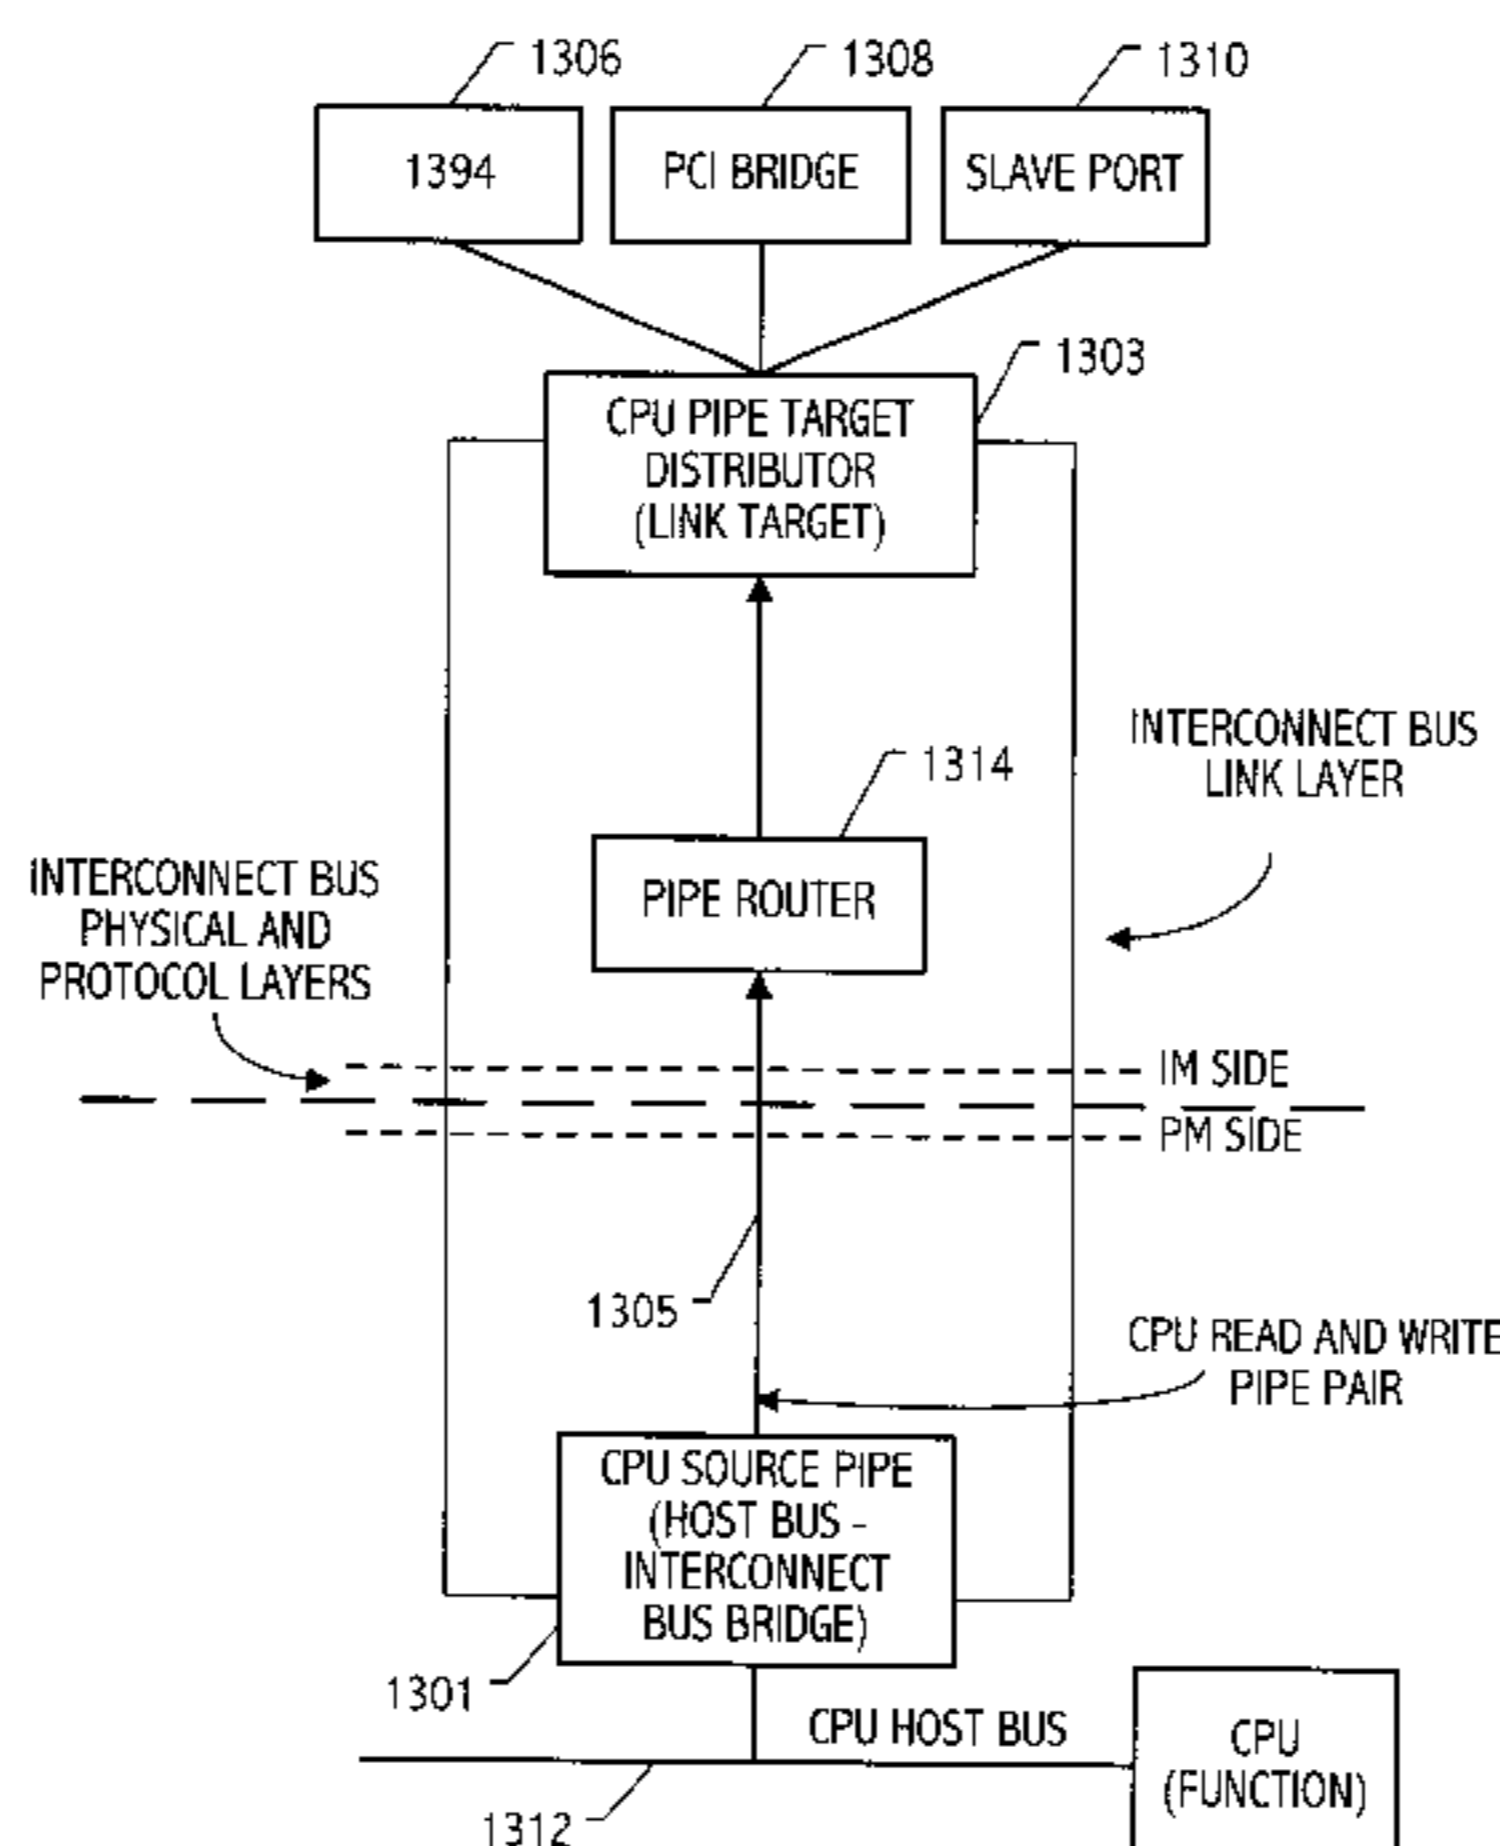 1306
1308
1310
1394
PCI BRIDGE
SLAVE PORT
1303
CPU PIPE TARGET
DISTRIBUTOR
(LINK TARGET)
INTERCONNECT BUS
LINK LAYER
1314
PIPE ROUTER
INTERCONNECT BUS
PHYSICAL AND
PROTOCOL LAYERS
IM SIDE
PM SIDE
1305
CPU READ AND WRITE
PIPE PAIR
CPU SOURCE PIPE
(HOST BUS -
INTERCONNECT
BUS BRIDGE)
1301
CPU HOST BUS
CPU
(FUNCTION)
1312